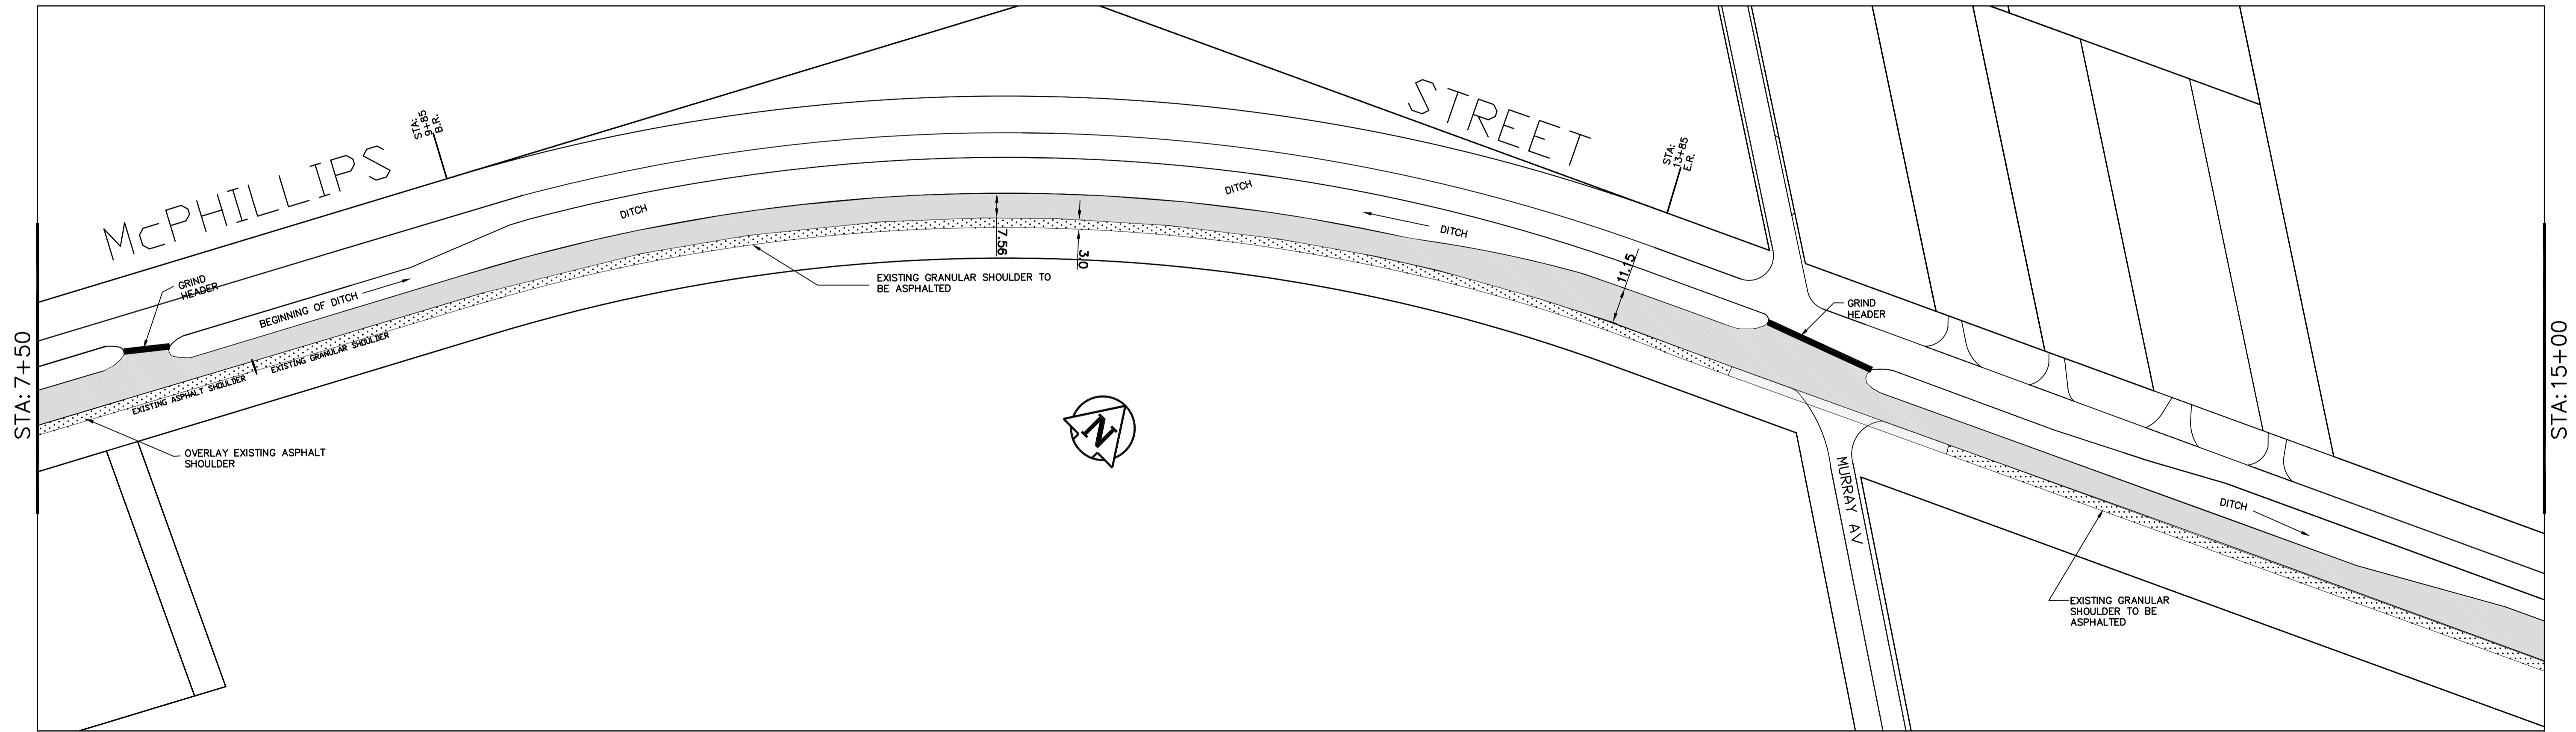 McPHILLIPS
STREET
STA:
9+85
B.R.
STA:
13+85
E.R.
STA: 7+50
STA: 15+00
GRIND
HEADER
BEGINNING OF DITCH
DITCH
DITCH
DITCH
7.56
3.0
11.15
GRIND
HEADER
EXISTING GRANULAR SHOULDER TO
BE ASPHALTED
EXISTING ASPHALT SHOULDER
EXISTING GRANULAR SHOULDER
OVERLAY EXISTING ASPHALT
SHOULDER
N
MURRAY AV
DITCH
EXISTING GRANULAR
SHOULDER TO BE
ASPHALTED